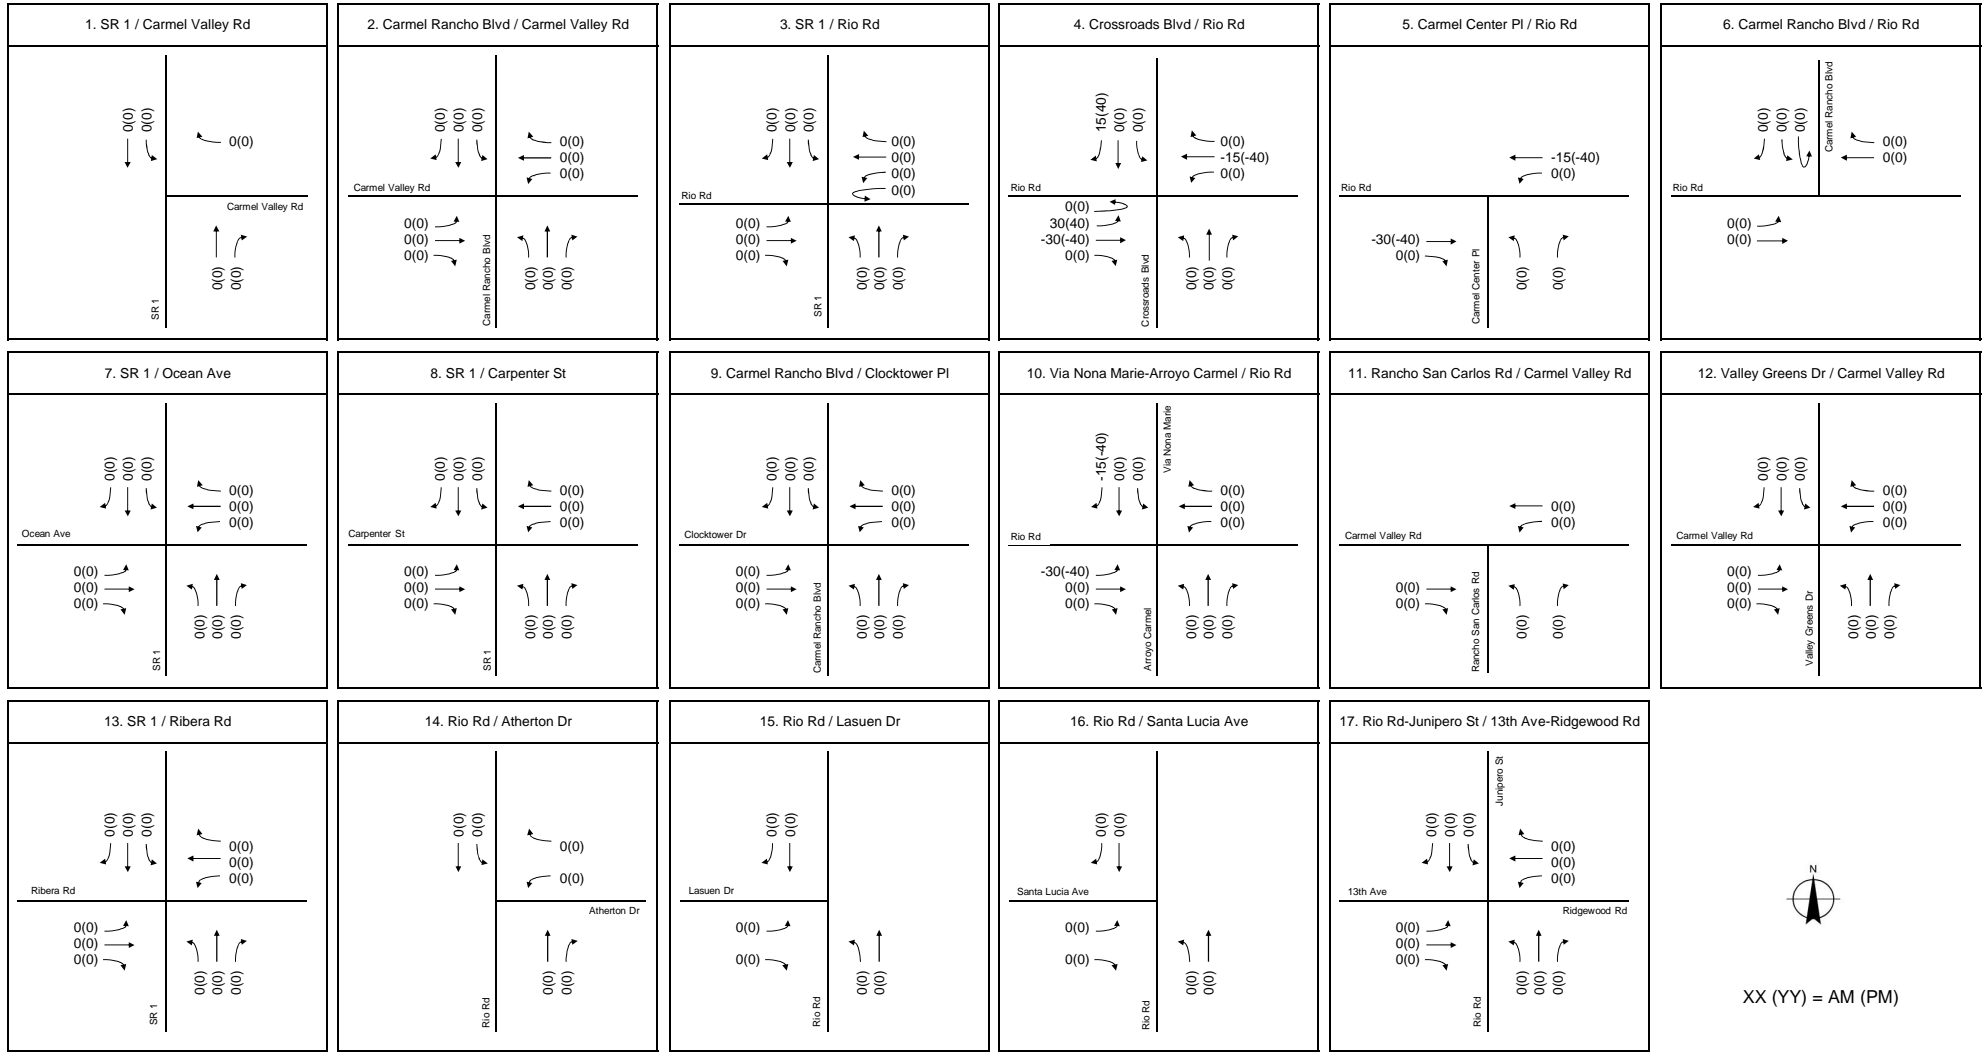 1. SR 1 / Carmel Valley Rd
0(0)
0(0)
0(0)
Carmel Valley Rd
0(0)
0(0)
SR 1
2. Carmel Rancho Blvd / Carmel Valley Rd
0(0)
0(0)
0(0)
0(0)
0(0)
0(0)
Carmel Valley Rd
0(0)
0(0)
0(0)
Carmel Rancho Blvd
0(0)
0(0)
0(0)
3. SR 1 / Rio Rd
0(0)
0(0)
0(0)
0(0)
0(0)
0(0)
0(0)
Rio Rd
0(0)
0(0)
0(0)
SR 1
0(0)
0(0)
0(0)
4. Crossroads Blvd / Rio Rd
15(40)
0(0)
0(0)
0(0)
-15(-40)
0(0)
Rio Rd
0(0)
30(40)
-30(-40)
0(0)
Crossroads Blvd
0(0)
0(0)
0(0)
5. Carmel Center Pl / Rio Rd
-15(-40)
0(0)
Rio Rd
-30(-40)
0(0)
Carmel Center Pl
0(0)
0(0)
6. Carmel Rancho Blvd / Rio Rd
0(0)
0(0)
0(0)
Carmel Rancho Blvd
0(0)
0(0)
Rio Rd
0(0)
0(0)
7. SR 1 / Ocean Ave
0(0)
0(0)
0(0)
0(0)
0(0)
0(0)
Ocean Ave
0(0)
0(0)
0(0)
SR 1
0(0)
0(0)
0(0)
8. SR 1 / Carpenter St
0(0)
0(0)
0(0)
0(0)
0(0)
0(0)
Carpenter St
0(0)
0(0)
0(0)
SR 1
0(0)
0(0)
0(0)
9. Carmel Rancho Blvd / Clocktower Pl
0(0)
0(0)
0(0)
0(0)
0(0)
0(0)
Clocktower Dr
0(0)
0(0)
0(0)
Carmel Rancho Blvd
0(0)
0(0)
0(0)
10. Via Nona Marie-Arroyo Carmel / Rio Rd
-15(-40)
0(0)
0(0)
Via Nona Marie
0(0)
0(0)
0(0)
Rio Rd
-30(-40)
0(0)
0(0)
Arroyo Carmel
0(0)
0(0)
0(0)
11. Rancho San Carlos Rd / Carmel Valley Rd
0(0)
0(0)
Carmel Valley Rd
0(0)
0(0)
Rancho San Carlos Rd
0(0)
0(0)
12. Valley Greens Dr / Carmel Valley Rd
0(0)
0(0)
0(0)
0(0)
0(0)
0(0)
Carmel Valley Rd
0(0)
0(0)
0(0)
Valley Greens Dr
0(0)
0(0)
0(0)
13. SR 1 / Ribera Rd
0(0)
0(0)
0(0)
0(0)
0(0)
0(0)
Ribera Rd
0(0)
0(0)
0(0)
SR 1
0(0)
0(0)
0(0)
14. Rio Rd / Atherton Dr
0(0)
0(0)
0(0)
0(0)
Atherton Dr
Rio Rd
0(0)
0(0)
15. Rio Rd / Lasuen Dr
0(0)
0(0)
Lasuen Dr
0(0)
0(0)
Rio Rd
0(0)
0(0)
16. Rio Rd / Santa Lucia Ave
0(0)
0(0)
Santa Lucia Ave
0(0)
0(0)
Rio Rd
0(0)
0(0)
17. Rio Rd-Junipero St / 13th Ave-Ridgewood Rd
0(0)
0(0)
0(0)
Junipero St
0(0)
0(0)
0(0)
13th Ave
Ridgewood Rd
0(0)
0(0)
0(0)
Rio Rd
0(0)
0(0)
0(0)
N
XX (YY) = AM (PM)